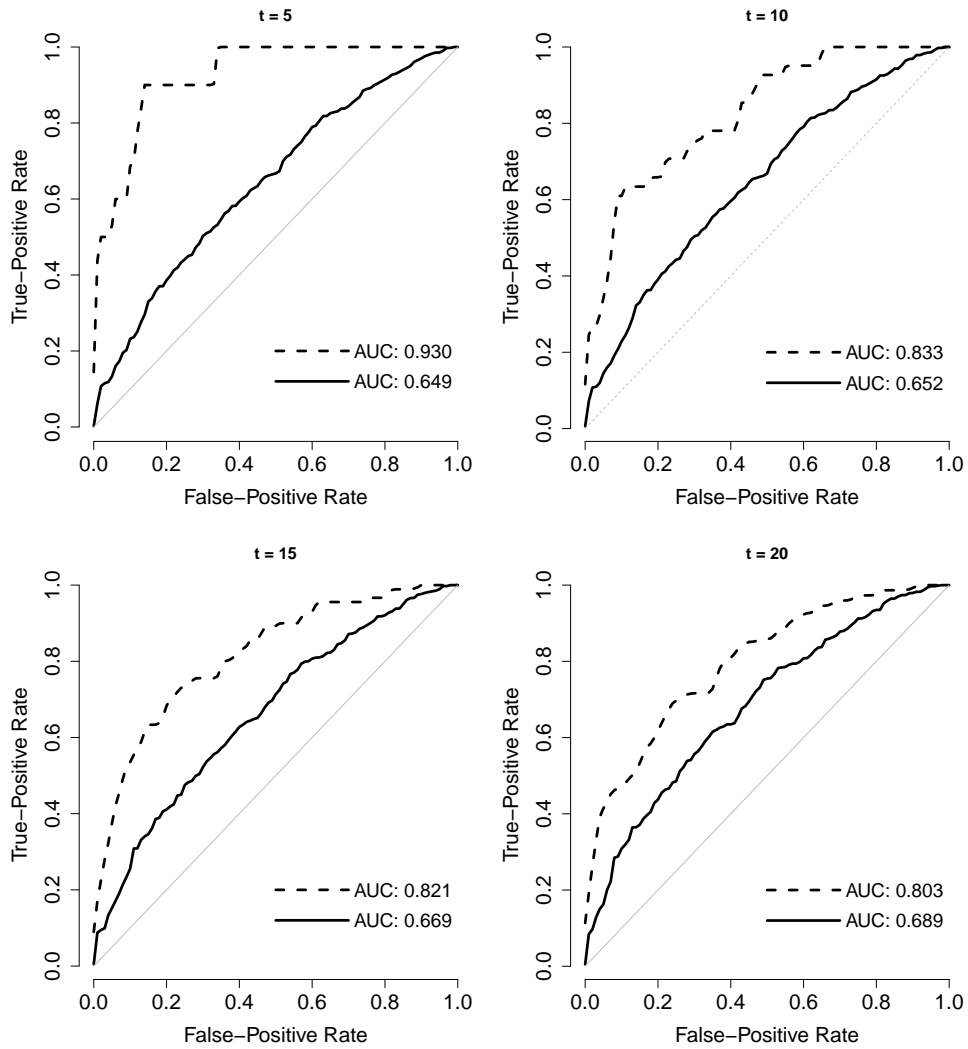 t = 5
True−Positive Rate
1.0
0.8
0.6
0.4
0.2
0.0
AUC: 0.930
AUC: 0.649
0.0 0.2 0.4 0.6 0.8 1.0
False−Positive Rate
t = 10
True−Positive Rate
1.0
0.8
0.6
0.4
0.2
0.0
AUC: 0.833
AUC: 0.652
0.0 0.2 0.4 0.6 0.8 1.0
False−Positive Rate
t = 15
True−Positive Rate
1.0
0.8
0.6
0.4
0.2
0.0
AUC: 0.821
AUC: 0.669
0.0 0.2 0.4 0.6 0.8 1.0
False−Positive Rate
t = 20
True−Positive Rate
1.0
0.8
0.6
0.4
0.2
0.0
AUC: 0.803
AUC: 0.689
0.0 0.2 0.4 0.6 0.8 1.0
False−Positive Rate